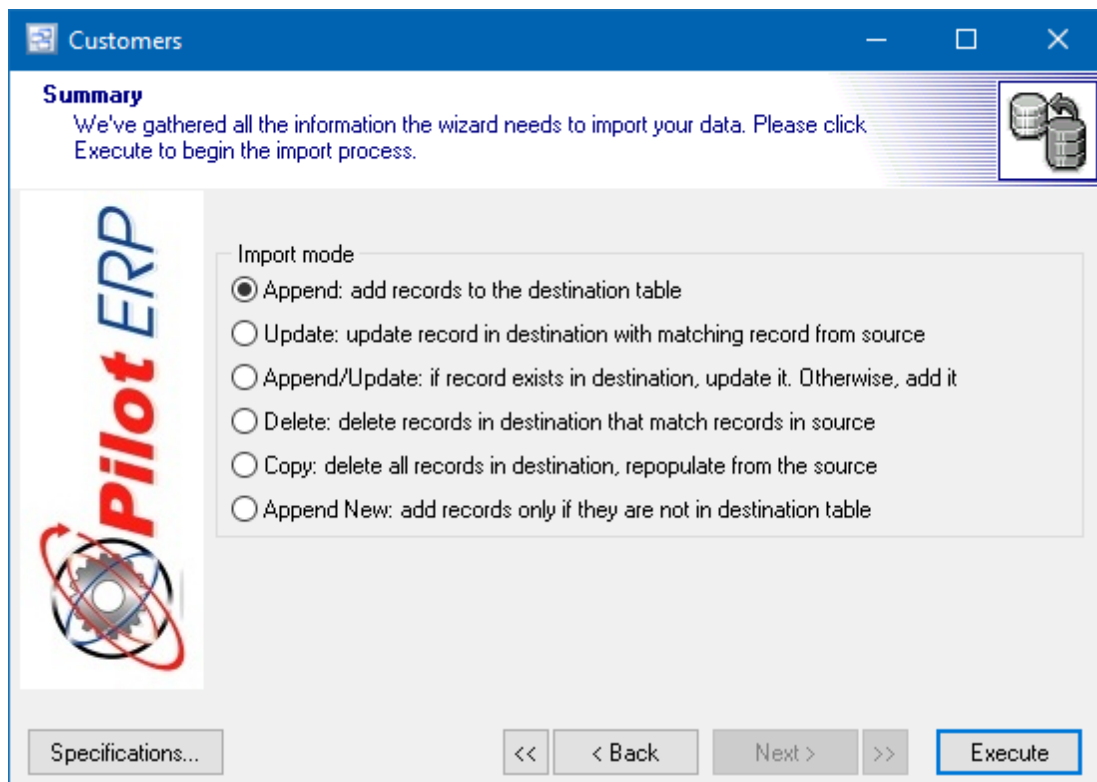 Customers
Summary
We've gathered all the information the wizard needs to import your data. Please click
Execute to begin the import process.
Pilot ERP
Import mode
Append: add records to the destination table
Update: update record in destination with matching record from source
Append/Update: if record exists in destination, update it. Otherwise, add it
Delete: delete records in destination that match records in source
Copy: delete all records in destination, repopulate from the source
Append New: add records only if they are not in destination table
Specifications... << < Back Next > >> Execute